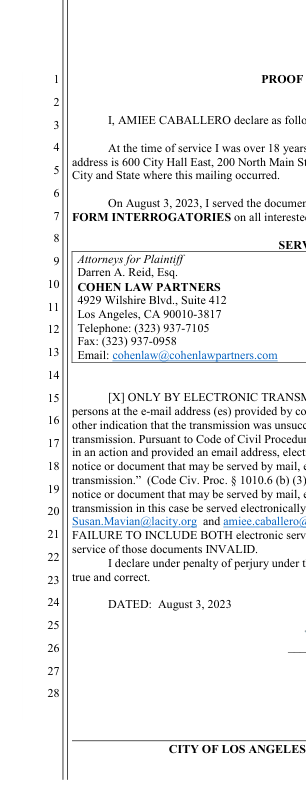 1 PROOF
2
3 I, AMIEE CABALLERO declare as follo
4 At the time of service I was over 18 years
5 address is 600 City Hall East, 200 North Main St
City and State where this mailing occurred.
6 On August 3, 2023, I served the docume
7 FORM INTERROGATORIES on all interest
8 SERV
9 Attorneys for Plaintiff
Darren A. Reid, Esq.
10 COHEN LAW PARTNERS
11 4929 Wilshire Blvd., Suite 412
Los Angeles, CA 90010-3817
12 Telephone: (323) 937-7105
Fax: (323) 937-0958
13 Email: cohenlaw@cohenlawpartners.com
14
15 [X] ONLY BY ELECTRONIC TRANSM
persons at the e-mail address (es) provided by co
16 other indication that the transmission was unsucc
17 transmission. Pursuant to Code of Civil Procedur
in an action and provided an email address, elect
18 notice or document that may be served by mail, e
transmission.” (Code Civ. Proc. § 1010.6 (b) (3)
19 notice or document that may be served by mail, e
20 transmission in this case be served electronically
Susan.Mavian@lacity.org and amiee.caballero@
21 FAILURE TO INCLUDE BOTH electronic serv
22 service of those documents INVALID.
I declare under penalty of perjury under t
23 true and correct.
24 DATED: August 3, 2023
25
26
27
28
CITY OF LOS ANGELES